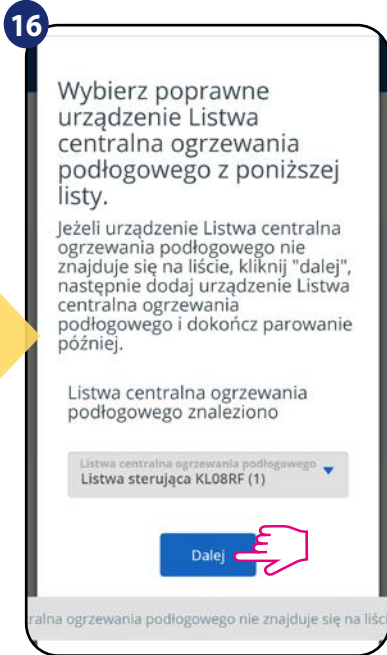 16
Wybierz poprawne
urządzenie Listwa
centralna ogrzewania
podłogowego z poniższej
listy.
Jeżeli urządzenie Listwa centralna
ogrzewania podłogowego nie
znajduje się na liście, kliknij "dalej",
następnie dodaj urządzenie Listwa
centralna ogrzewania
podłogowego i dokończ parowanie
później.
Listwa centralna ogrzewania
podłogowego znaleziono
Listwa centralna ogrzewania podłogowego
Listwa sterująca KL08RF (1)
Dalej
ralna ogrzewania podłogowego nie znajduje się na liści